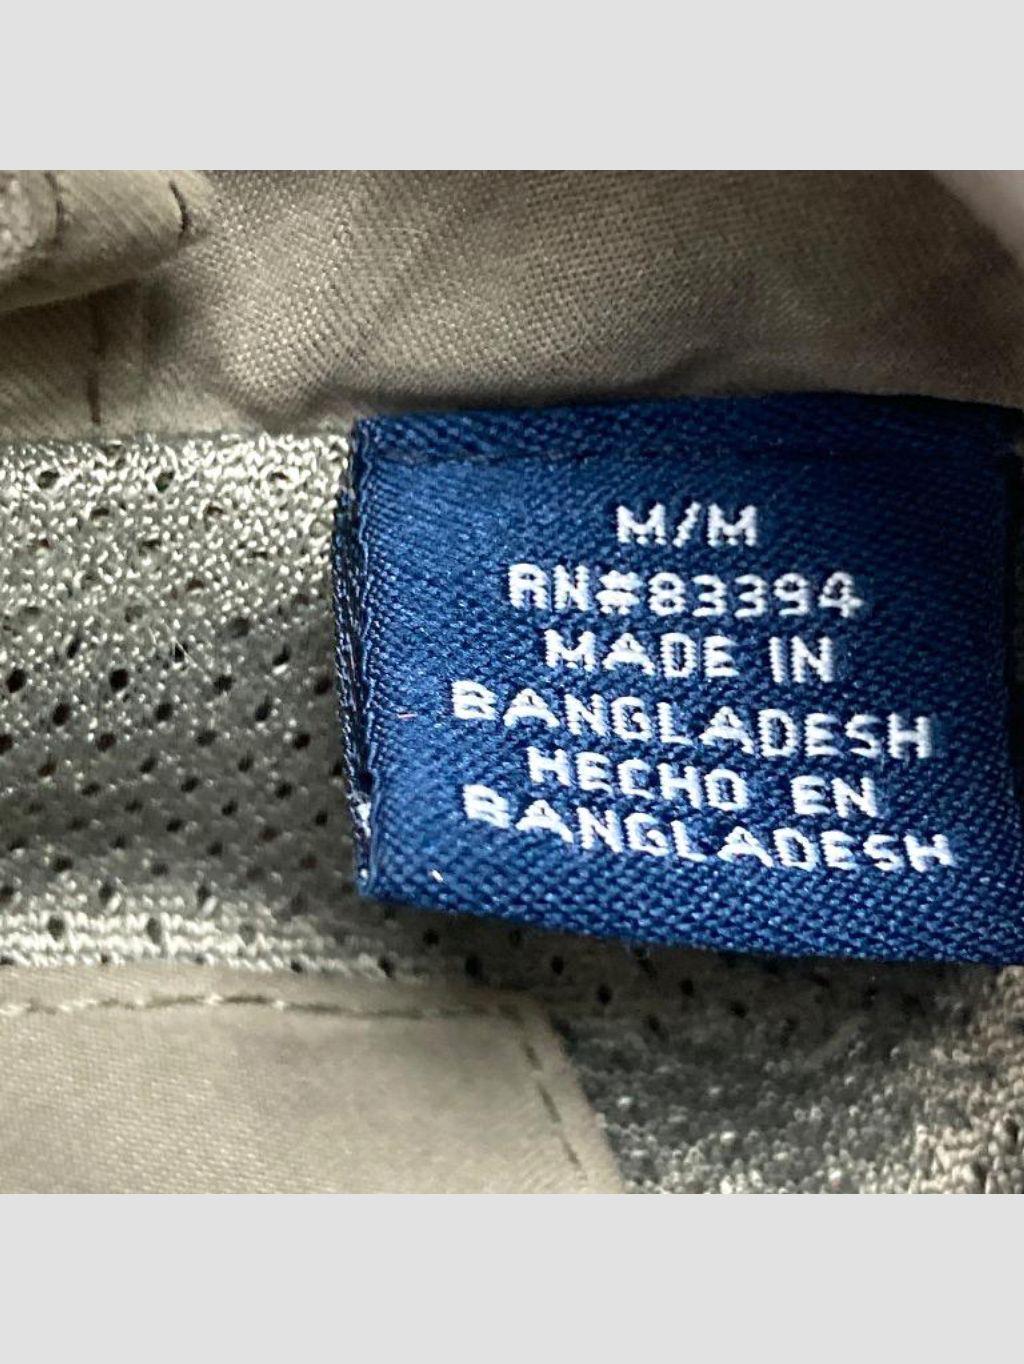 M/M
RN#83394
MADE IN
BANGLADESH
HECHO EN
BANGLADESH